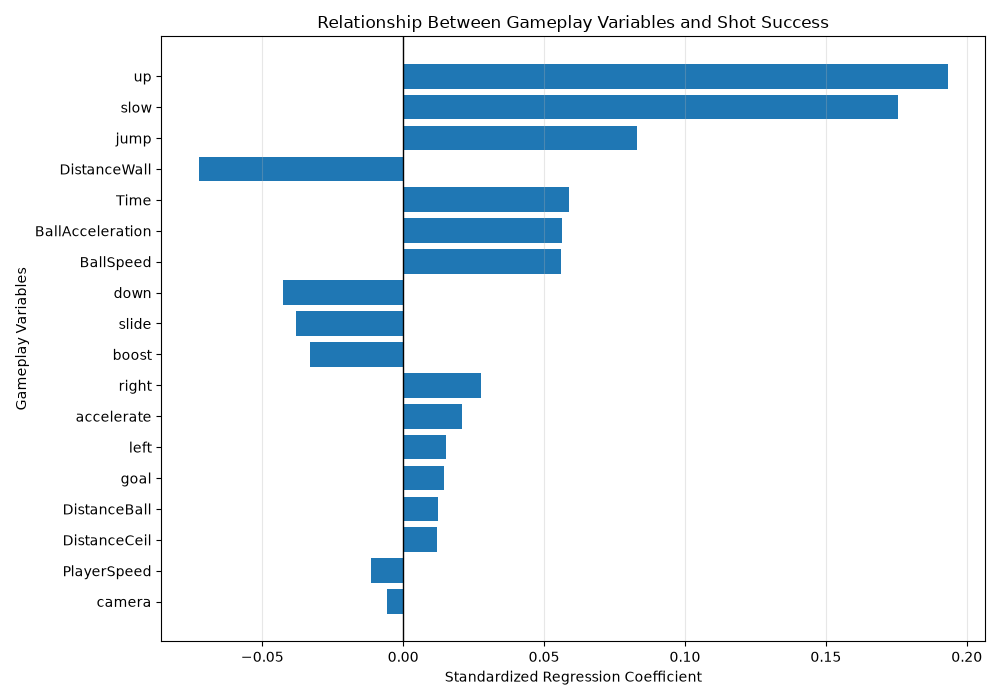 Relationship Between Gameplay Variables and Shot Success
Gameplay Variables
up
slow
jump
DistanceWall
Time
BallAcceleration
BallSpeed
down
slide
boost
right
accelerate
left
goal
DistanceBall
DistanceCeil
PlayerSpeed
camera
−0.05 0.00 0.05 0.10 0.15 0.20
Standardized Regression Coefficient